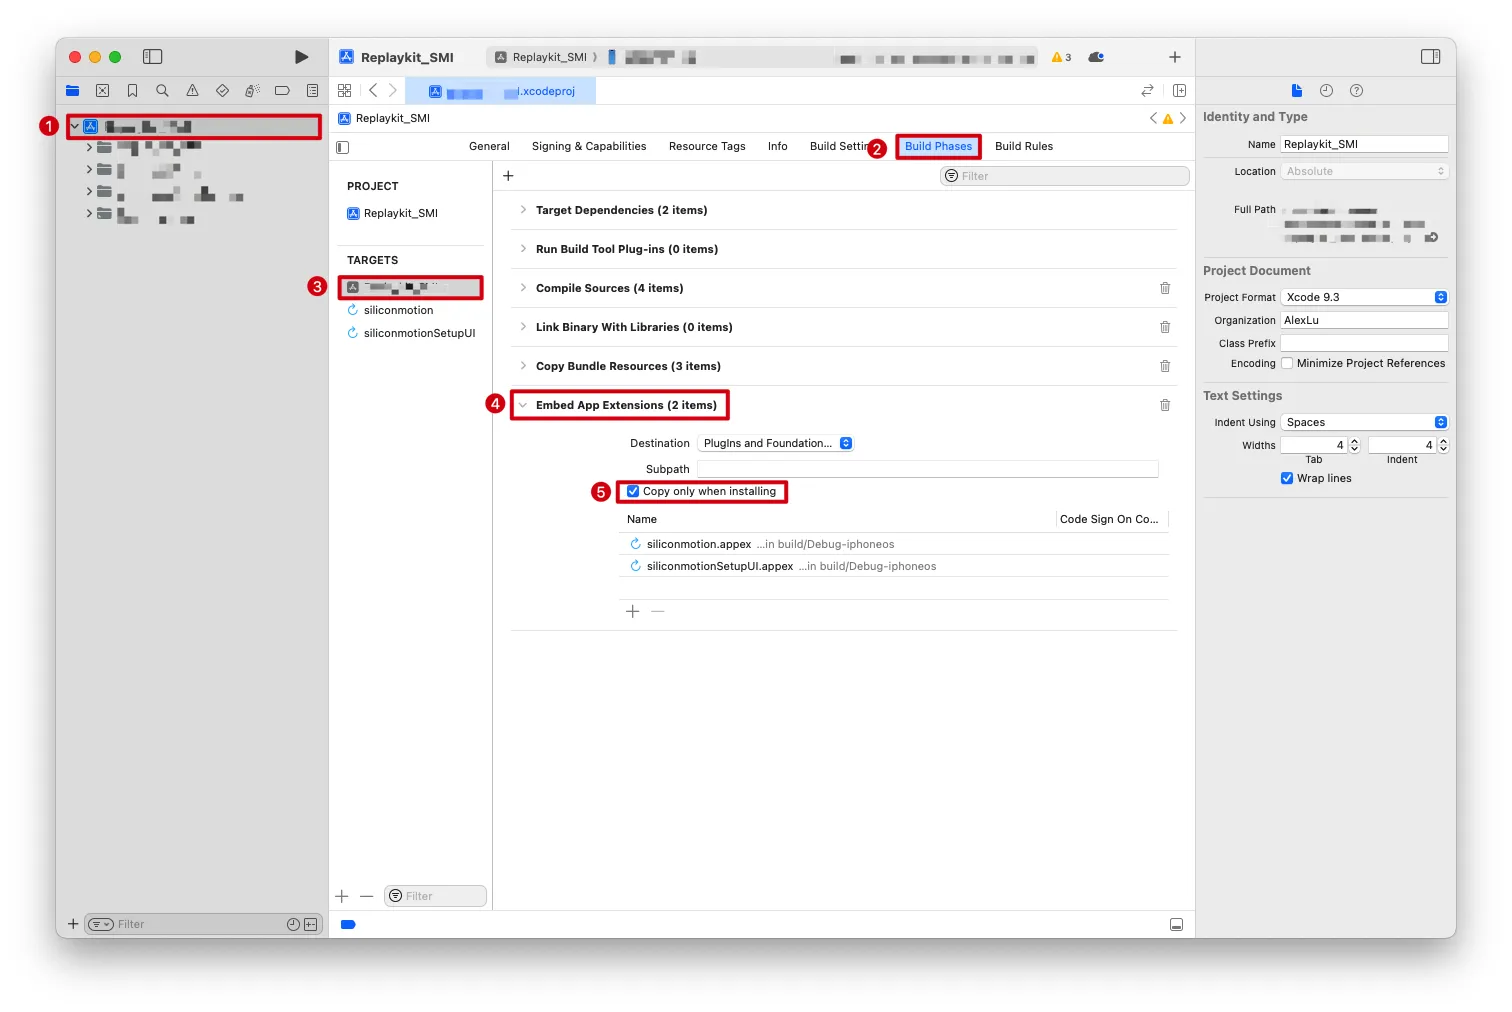 Replaykit_SMI
Replaykit_SMI
3
.xcodeproj
Replaykit_SMI
1
General
Signing & Capabilities
Resource Tags
Info
Build Settin
2
Build Phases
Build Rules
Filter
PROJECT
Replaykit_SMI
TARGETS
3
siliconmotion
siliconmotionSetupUI
Filter
Filter
Target Dependencies (2 items)
Run Build Tool Plug-ins (0 items)
Compile Sources (4 items)
Link Binary With Libraries (0 items)
Copy Bundle Resources (3 items)
4
Embed App Extensions (2 items)
Destination PlugIns and Foundation...
Subpath
5
Copy only when installing
Name Code Sign On Co...
siliconmotion.appex ...in build/Debug-iphoneos
siliconmotionSetupUI.appex ...in build/Debug-iphoneos
Identity and Type
Name Replaykit_SMI
Location Absolute
Full Path
Project Document
Project Format Xcode 9.3
Organization AlexLu
Class Prefix
Encoding Minimize Project References
Text Settings
Indent Using Spaces
Widths 4 4
Tab Indent
Wrap lines